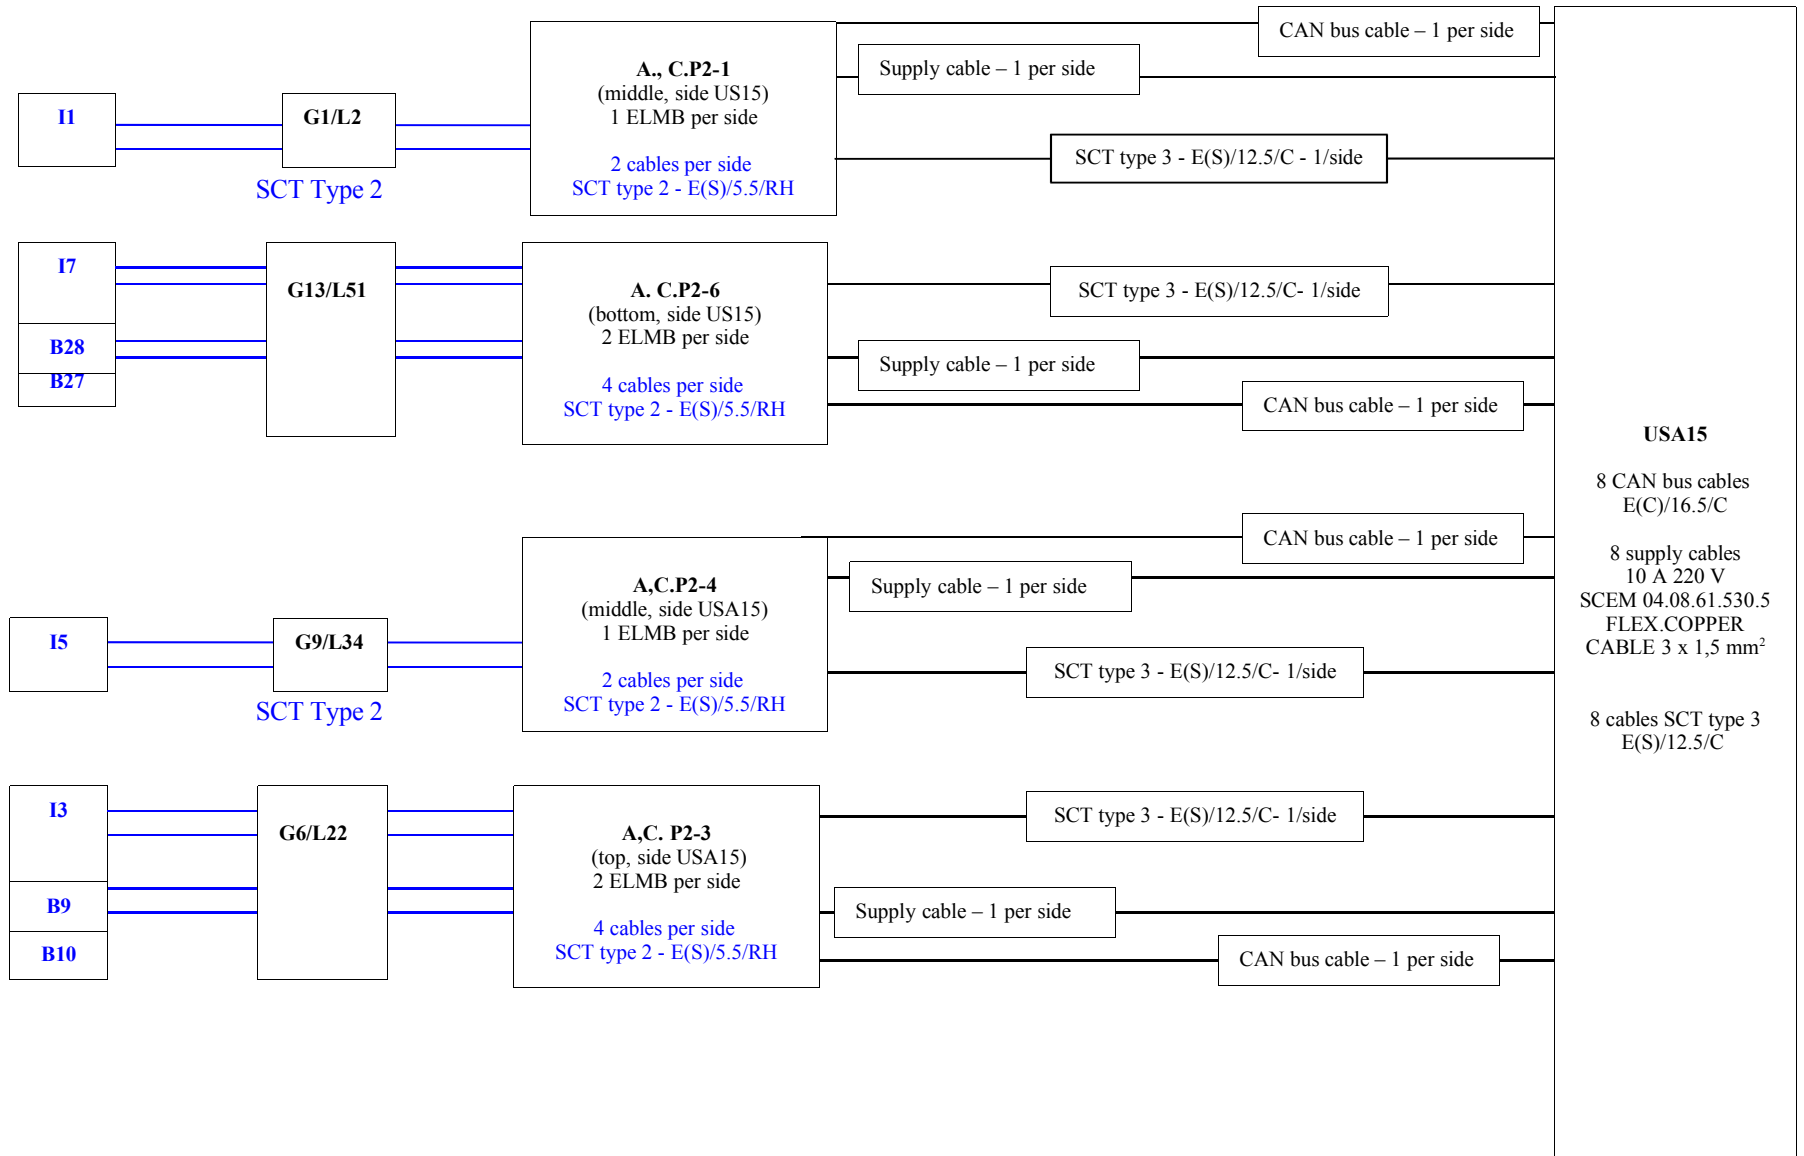 CAN bus cable – 1 per side
A., C.P2-1
(middle, side US15)
1 ELMB per side
2 cables per side
SCT type 2 - E(S)/5.5/RH
Supply cable – 1 per side
I1
G1/L2
SCT Type 2
SCT type 3 - E(S)/12.5/C - 1/side
I7
B28
B27
G13/L51
A. C.P2-6
(bottom, side US15)
2 ELMB per side
4 cables per side
SCT type 2 - E(S)/5.5/RH
SCT type 3 - E(S)/12.5/C- 1/side
Supply cable – 1 per side
CAN bus cable – 1 per side
USA15
8 CAN bus cables
E(C)/16.5/C
8 supply cables
10 A 220 V
SCEM 04.08.61.530.5
FLEX.COPPER
CABLE 3 x 1,5 mm²
8 cables SCT type 3
E(S)/12.5/C
CAN bus cable – 1 per side
I5
G9/L34
SCT Type 2
A,C.P2-4
(middle, side USA15)
1 ELMB per side
2 cables per side
SCT type 2 - E(S)/5.5/RH
Supply cable – 1 per side
SCT type 3 - E(S)/12.5/C- 1/side
I3
B9
B10
G6/L22
A,C. P2-3
(top, side USA15)
2 ELMB per side
4 cables per side
SCT type 2 - E(S)/5.5/RH
SCT type 3 - E(S)/12.5/C- 1/side
Supply cable – 1 per side
CAN bus cable – 1 per side